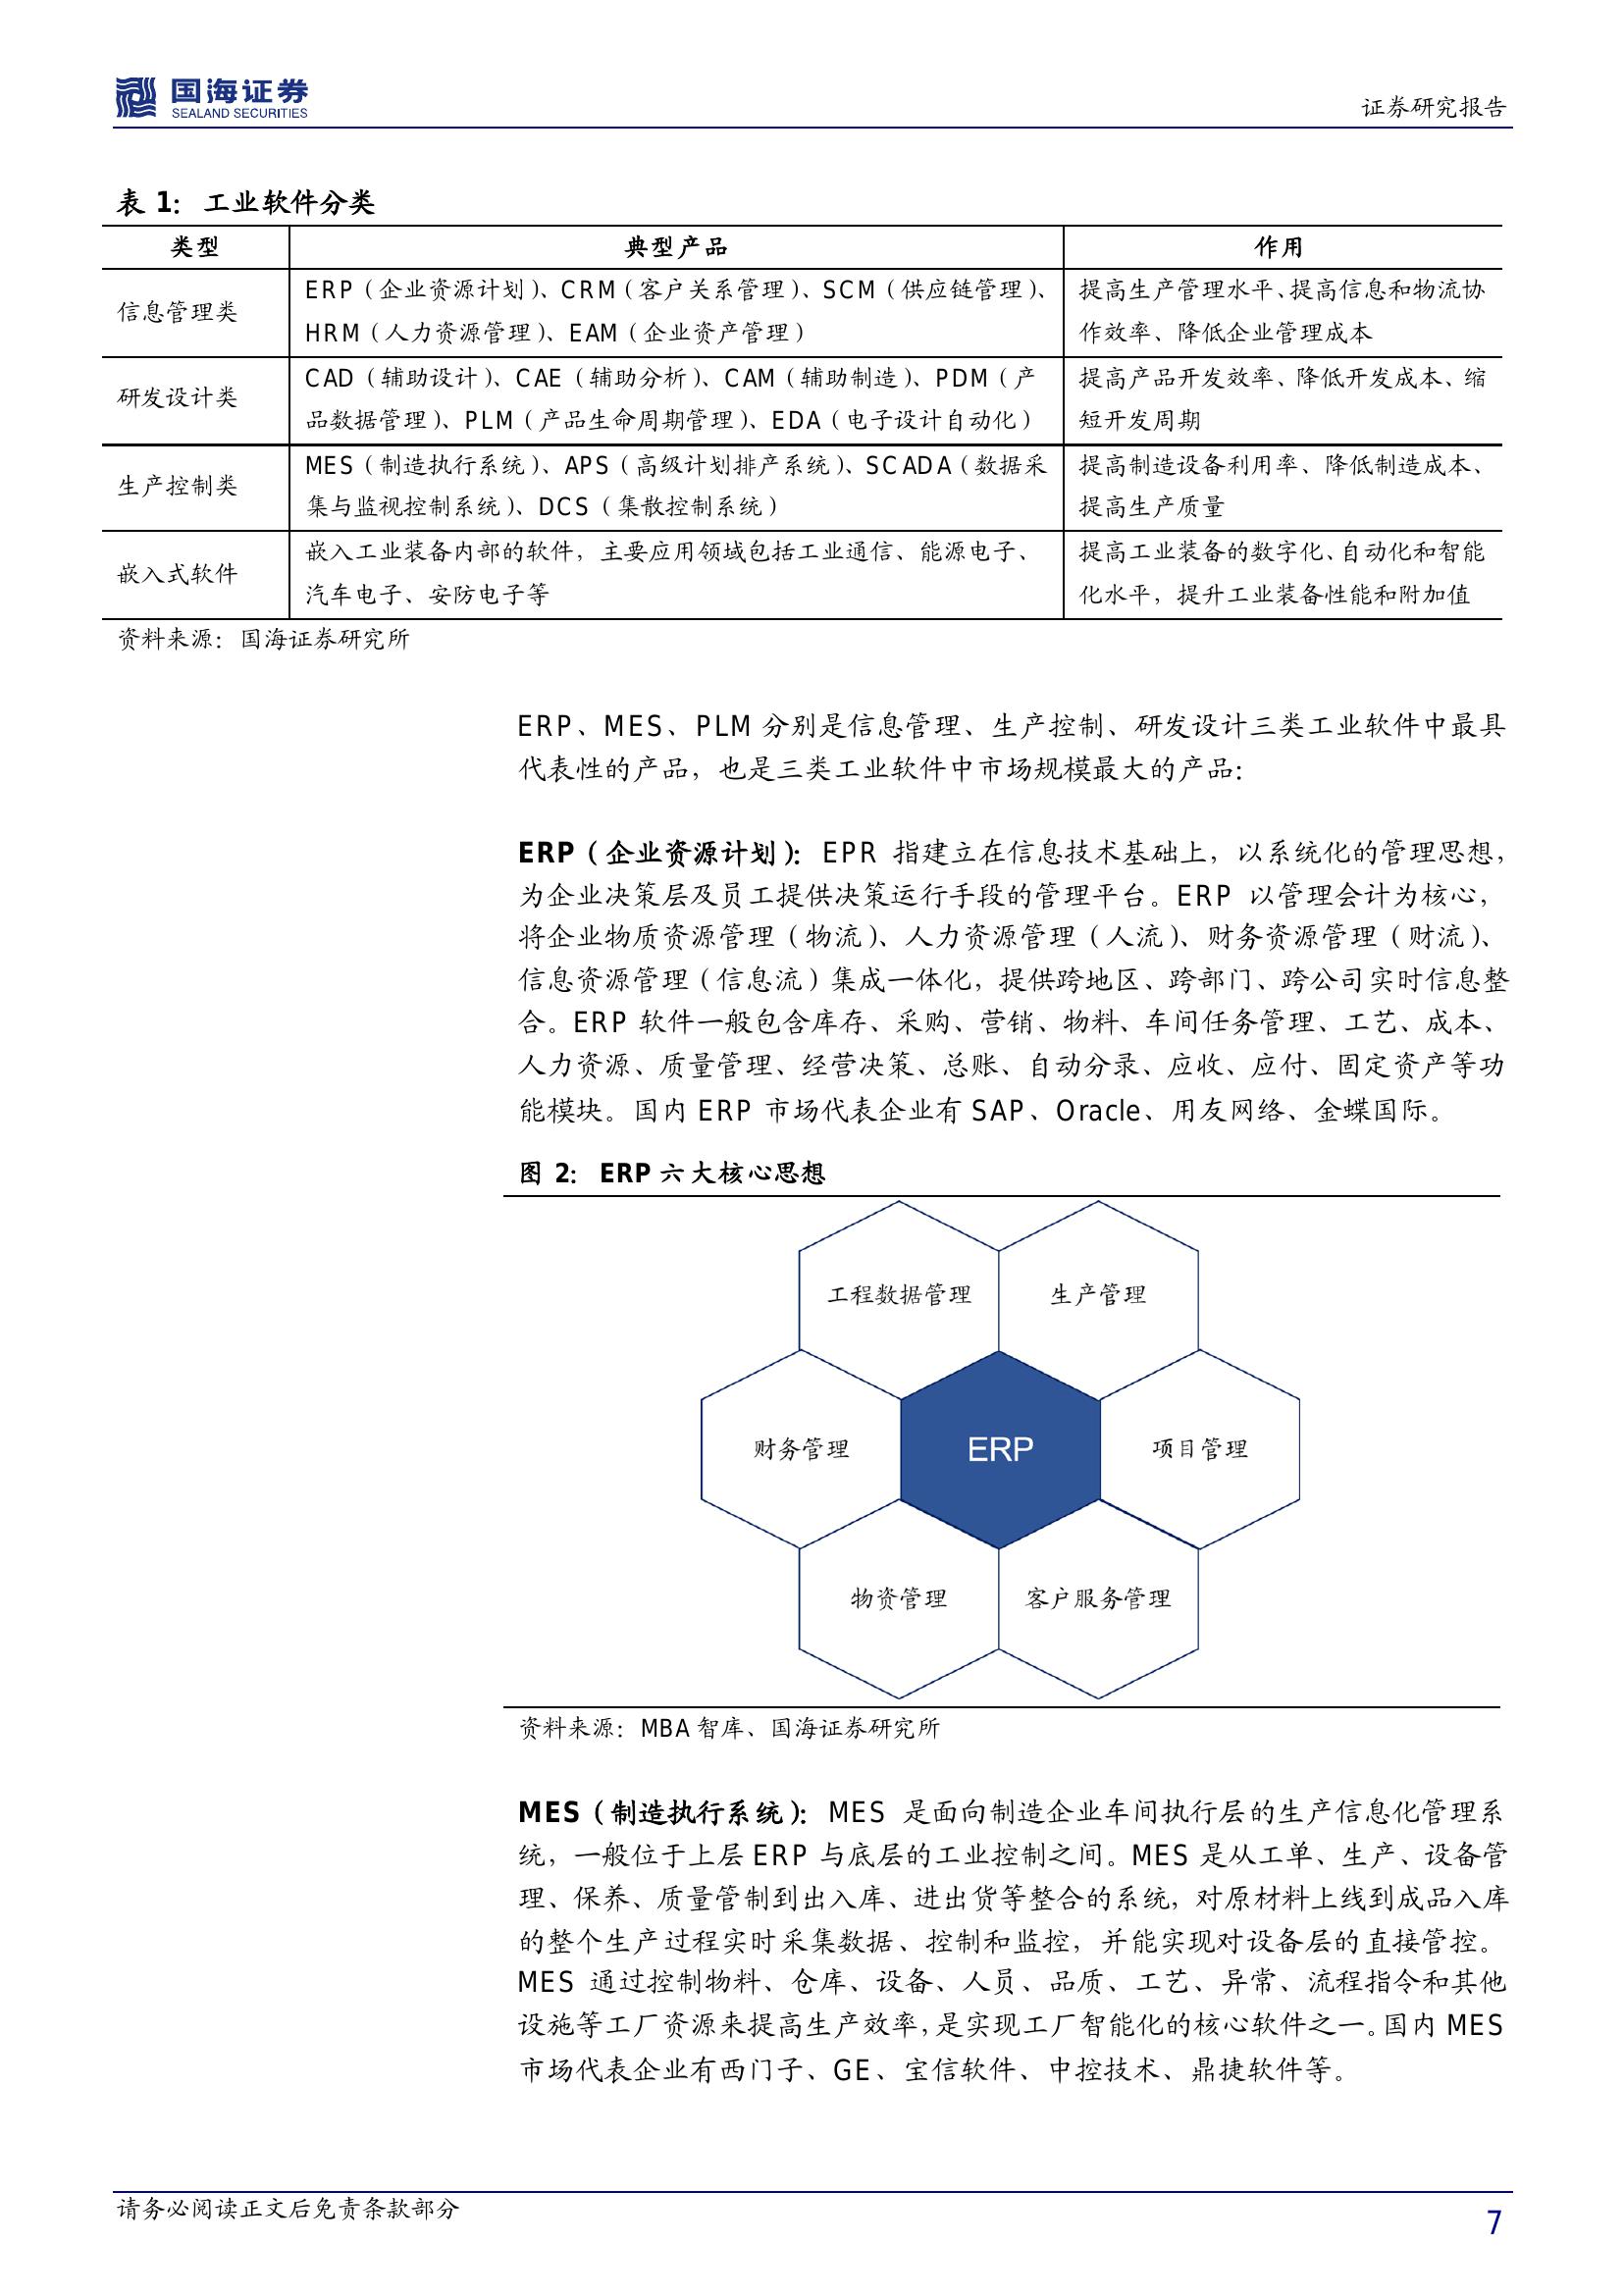 国海证券
SEALAND SECURITIES
证券研究报告
表 1：工业软件分类
类型 典型产品 作用
信息管理类
ERP（企业资源计划）、CRM（客户关系管理）、SCM（供应链管理）、
HRM（人力资源管理）、EAM（企业资产管理）
提高生产管理水平、提高信息和物流协
作效率、降低企业管理成本
研发设计类
CAD（辅助设计）、CAE（辅助分析）、CAM（辅助制造）、PDM（产
品数据管理）、PLM（产品生命周期管理）、EDA（电子设计自动化）
提高产品开发效率、降低开发成本、缩
短开发周期
生产控制类
MES（制造执行系统）、APS（高级计划排产系统）、SCADA（数据采
集与监视控制系统）、DCS（集散控制系统）
提高制造设备利用率、降低制造成本、
提高生产质量
嵌入式软件
嵌入工业装备内部的软件，主要应用领域包括工业通信、能源电子、
汽车电子、安防电子等
提高工业装备的数字化、自动化和智能
化水平，提升工业装备性能和附加值
资料来源：国海证券研究所
ERP、MES、PLM 分别是信息管理、生产控制、研发设计三类工业软件中最具
代表性的产品，也是三类工业软件中市场规模最大的产品：
ERP（企业资源计划）：EPR 指建立在信息技术基础上，以系统化的管理思想，
为企业决策层及员工提供决策运行手段的管理平台。ERP 以管理会计为核心，
将企业物质资源管理（物流）、人力资源管理（人流）、财务资源管理（财流）、
信息资源管理（信息流）集成一体化，提供跨地区、跨部门、跨公司实时信息整
合。ERP 软件一般包含库存、采购、营销、物料、车间任务管理、工艺、成本、
人力资源、质量管理、经营决策、总账、自动分录、应收、应付、固定资产等功
能模块。国内 ERP 市场代表企业有 SAP、Oracle、用友网络、金蝶国际。
图 2：ERP 六大核心思想
工程数据管理 生产管理
财务管理 ERP 项目管理
物资管理 客户服务管理
资料来源：MBA 智库、国海证券研究所
MES（制造执行系统）：MES 是面向制造企业车间执行层的生产信息化管理系
统，一般位于上层 ERP 与底层的工业控制之间。MES 是从工单、生产、设备管
理、保养、质量管制到出入库、进出货等整合的系统，对原材料上线到成品入库
的整个生产过程实时采集数据、控制和监控，并能实现对设备层的直接管控。
MES 通过控制物料、仓库、设备、人员、品质、工艺、异常、流程指令和其他
设施等工厂资源来提高生产效率，是实现工厂智能化的核心软件之一。国内 MES
市场代表企业有西门子、GE、宝信软件、中控技术、鼎捷软件等。
请务必阅读正文后免责条款部分
7